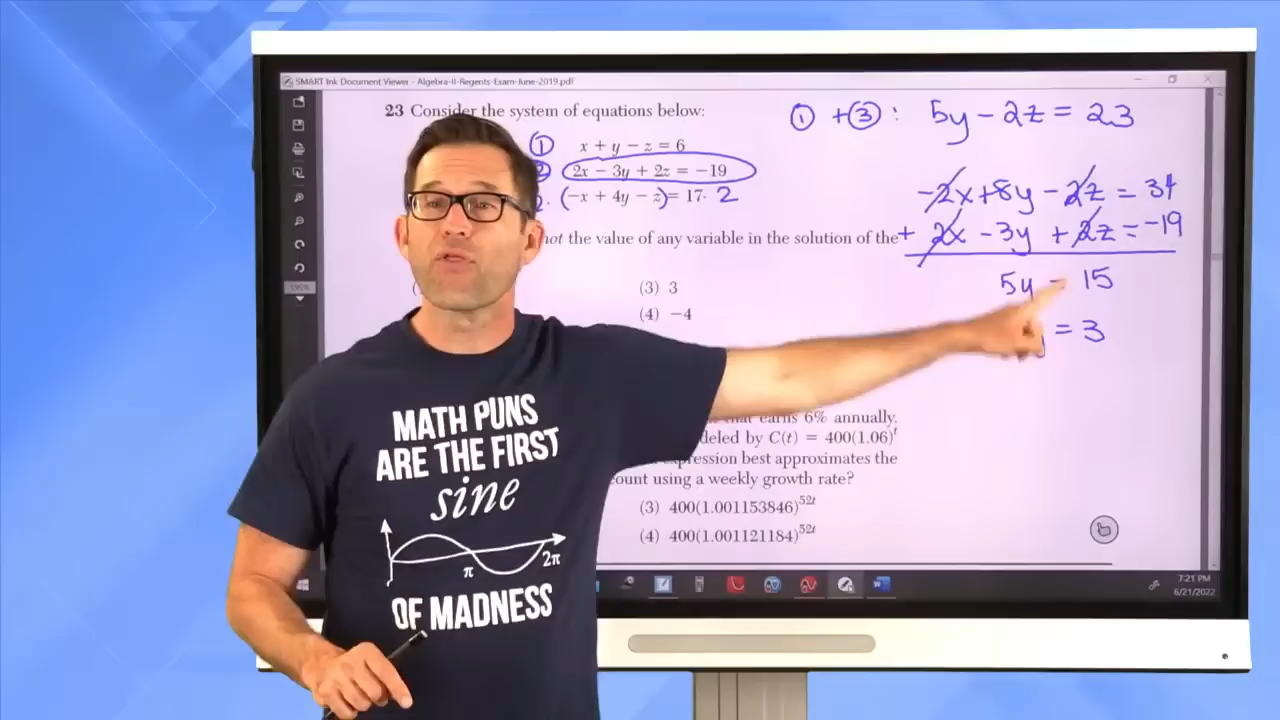 SMART Ink Document Viewer - Algebra-II-Regents-Exam-June-2019.pdf
23 Consider the system of equations below:
① x + y − z = 6
2x − 3y + 2z = −19
(−x + 4y − z) = 17· 2
not the value of any variable in the solution of the
(3) 3
(4) −4
① + ③ : 5y − 2z = 23
−2x + 8y − 2z = 34
+ 2x − 3y + 2z = −19
5y = 15
= 3
that earns 6% annually,
deled by C(t) = 400(1.06)^t
expression best approximates the
count using a weekly growth rate?
(3) 400(1.001153846)^52t
(4) 400(1.001121184)^52t
7:21 PM
6/21/2022
MATH PUNS
ARE THE FIRST
sine
π 2π
OF MADNESS